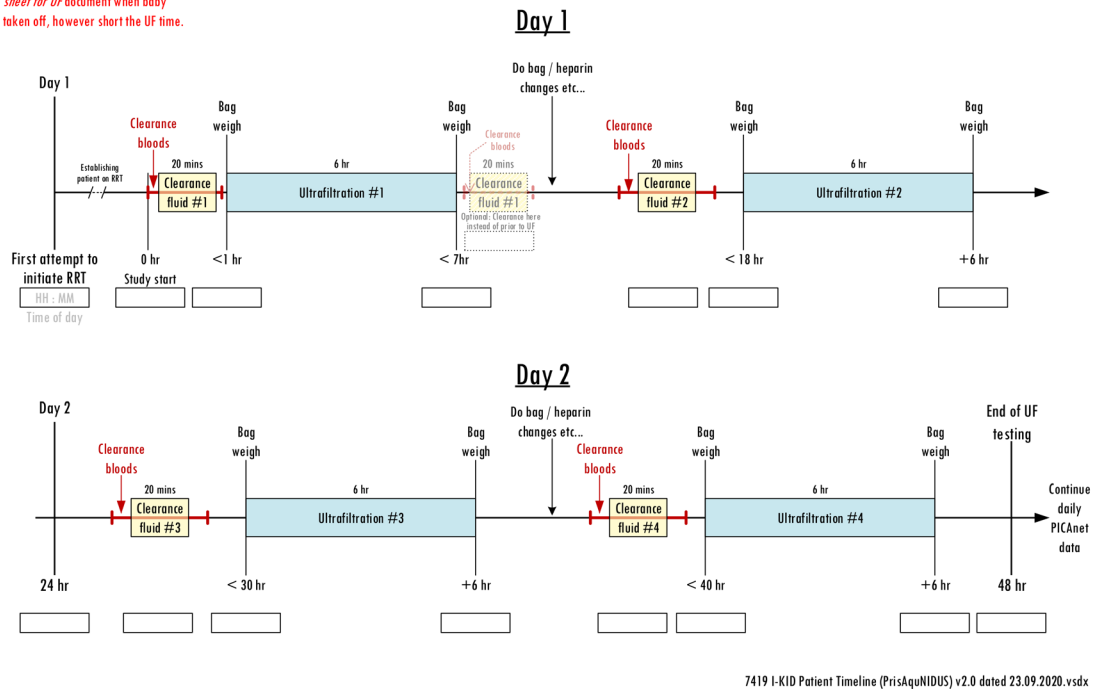 sheet for UF document when baby
taken off, however short the UF time.
Day 1
Day 1
Do bag / heparin
changes etc...
Clearance
bloods
Bag
weigh
Bag
weigh
Clearance
bloods
Clearance
bloods
Bag
weigh
Bag
weigh
Establishing
patient on RRT
20 mins
6 hr
20 mins
20 mins
6 hr
Clearance
fluid #1
Ultrafiltration #1
Clearance
fluid #1
Clearance
fluid #2
Ultrafiltration #2
Optional: Clearance here
instead of prior to UF
First attempt to
initiate RRT
0 hr
Study start
<1 hr
< 7hr
< 18 hr
+6 hr
HH : MM
Time of day
Day 2
Day 2
Do bag / heparin
changes etc...
End of UF
testing
Clearance
bloods
Bag
weigh
Bag
weigh
Clearance
bloods
Bag
weigh
Bag
weigh
20 mins
6 hr
20 mins
6 hr
Clearance
fluid #3
Ultrafiltration #3
Clearance
fluid #4
Ultrafiltration #4
Continue
daily
PICAnet
data
24 hr
< 30 hr
+6 hr
< 40 hr
+6 hr
48 hr
7419 I-KID Patient Timeline (PrisAquNIDUS) v2.0 dated 23.09.2020.vsdx